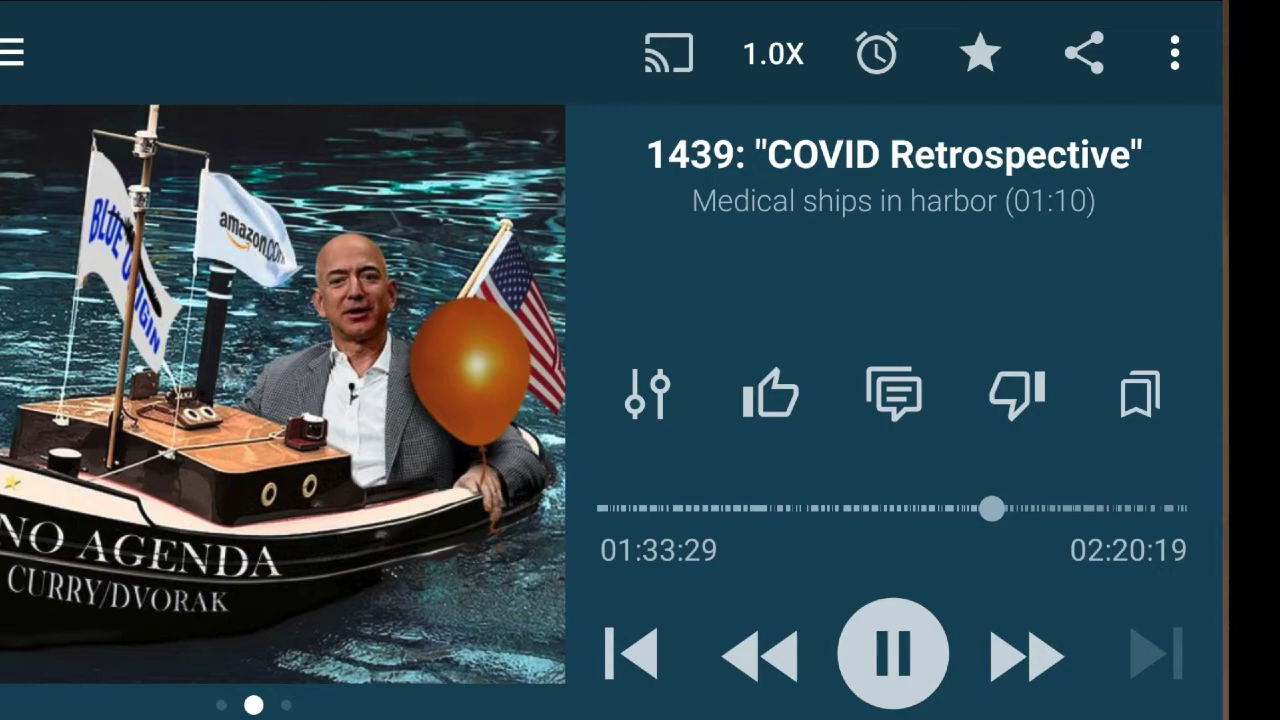 1.0X
1439: "COVID Retrospective"
Medical ships in harbor (01:10)
BLUE ORIGIN
amazon.com
NO AGENDA
CURRY/DVORAK
01:33:29
02:20:19